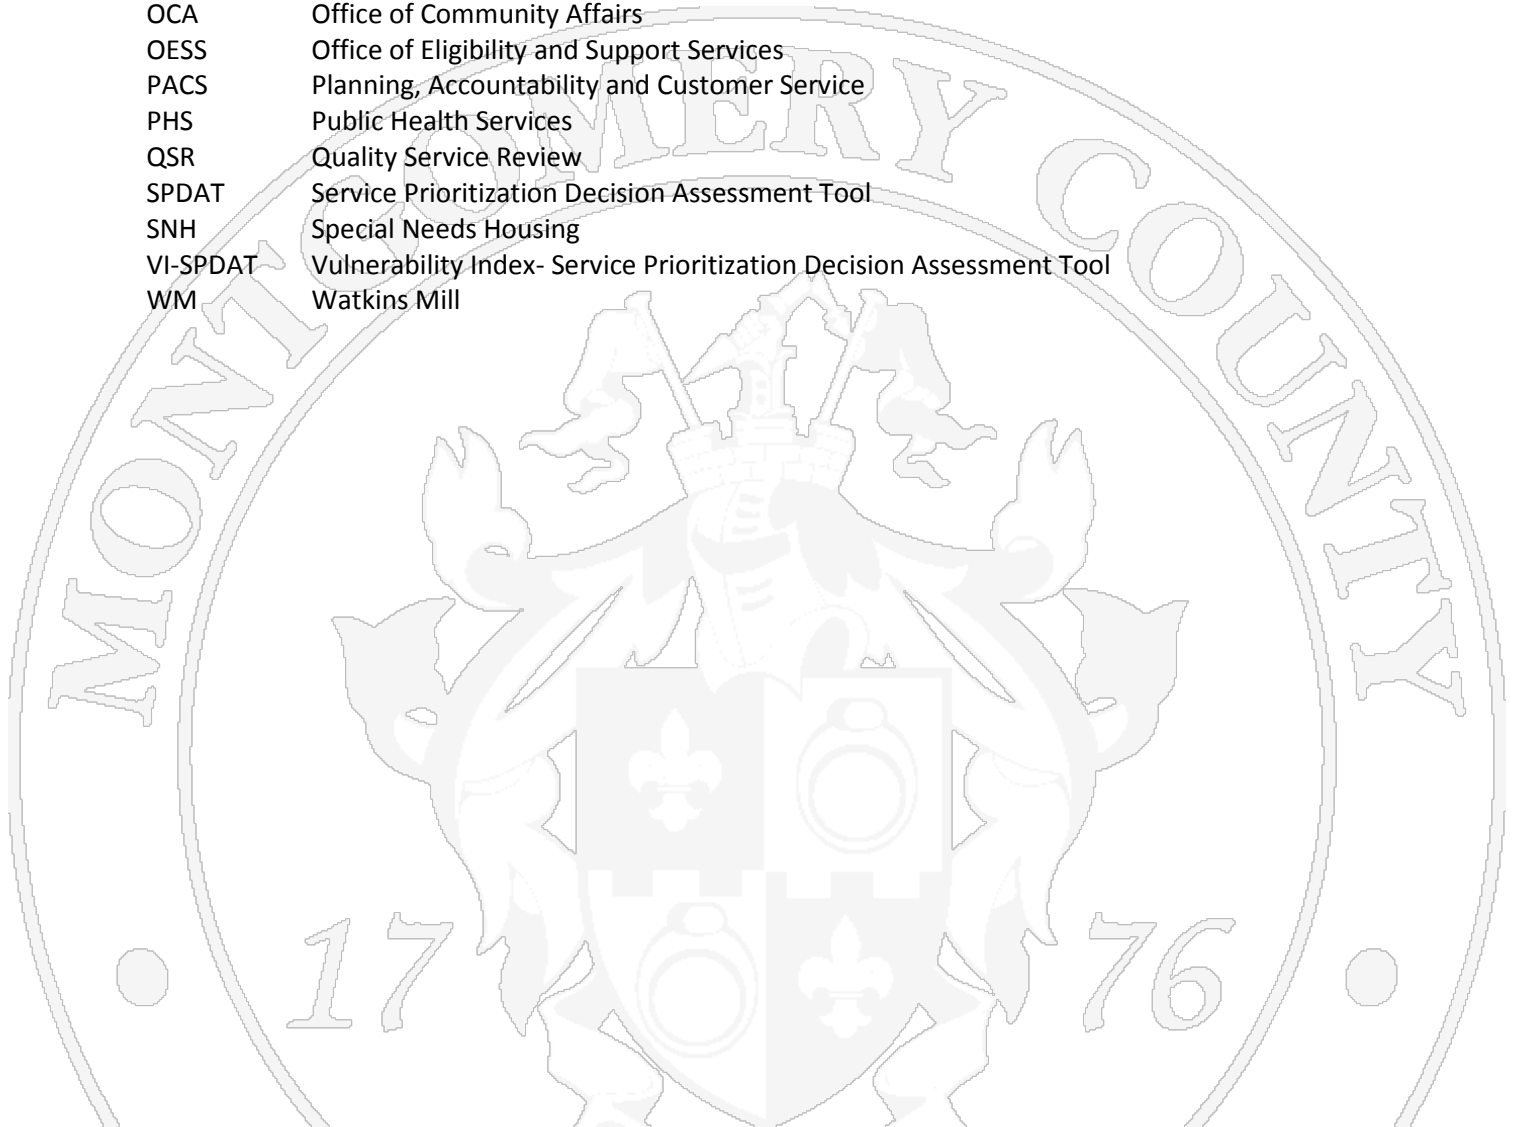 OCA Office of Community Affairs
OESS Office of Eligibility and Support Services
PACS Planning, Accountability and Customer Service
PHS Public Health Services
QSR Quality Service Review
SPDAT Service Prioritization Decision Assessment Tool
SNH Special Needs Housing
VI-SPDAT Vulnerability Index- Service Prioritization Decision Assessment Tool
WM Watkins Mill
MONTGOMERY COUNTY
17 76